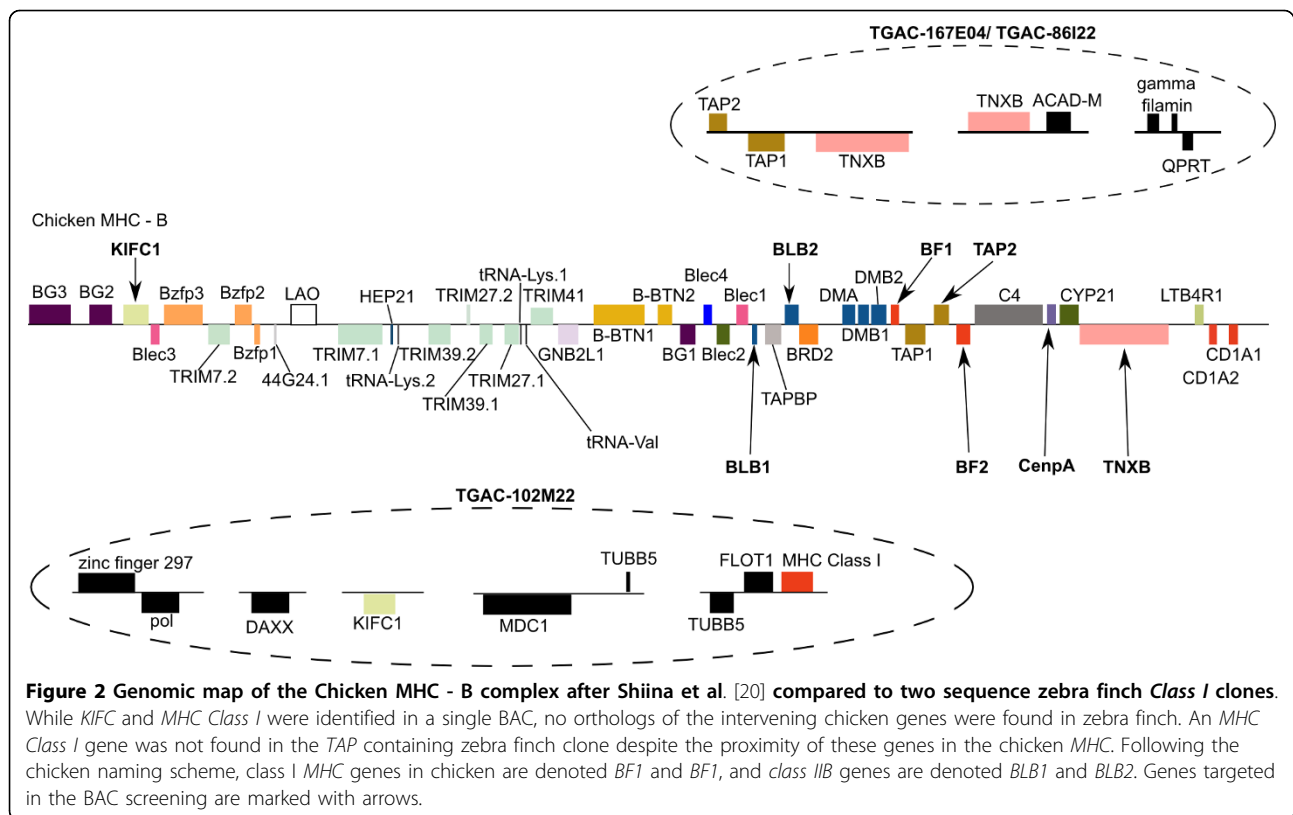 TGAC-167E04/ TGAC-86I22
TAP2
TNXB ACAD-M
gamma
filamin
TAP1 TNXB
QPRT
Chicken MHC - B
KIFC1
BLB2
BF1 TAP2
tRNA-Lys.1
Blec4
BG3 BG2 Bzfp3 Bzfp2 LAO HEP21 TRIM27.2 TRIM41 B-BTN2 Blec1 DMA DMB2 C4 CYP21 LTB4R1
Blec3 Bzfp1 TRIM7.1 TRIM39.2 GNB2L1 B-BTN1 BG1 Blec2 BRD2 DMB1 TAP1 CD1A1
TRIM7.2 44G24.1 tRNA-Lys.2 TRIM27.1 TAPBP CD1A2
TRIM39.1
tRNA-Val
BLB1 BF2 CenpA TNXB
TGAC-102M22
zinc finger 297 TUBB5 FLOT1 MHC Class I
pol DAXX KIFC1 MDC1 TUBB5
Figure 2 Genomic map of the Chicken MHC - B complex after Shiina et al. [20] compared to two sequence zebra finch Class I clones.
While KIFC and MHC Class I were identified in a single BAC, no orthologs of the intervening chicken genes were found in zebra finch. An MHC
Class I gene was not found in the TAP containing zebra finch clone despite the proximity of these genes in the chicken MHC. Following the
chicken naming scheme, class I MHC genes in chicken are denoted BF1 and BF1, and class IIB genes are denoted BLB1 and BLB2. Genes targeted
in the BAC screening are marked with arrows.